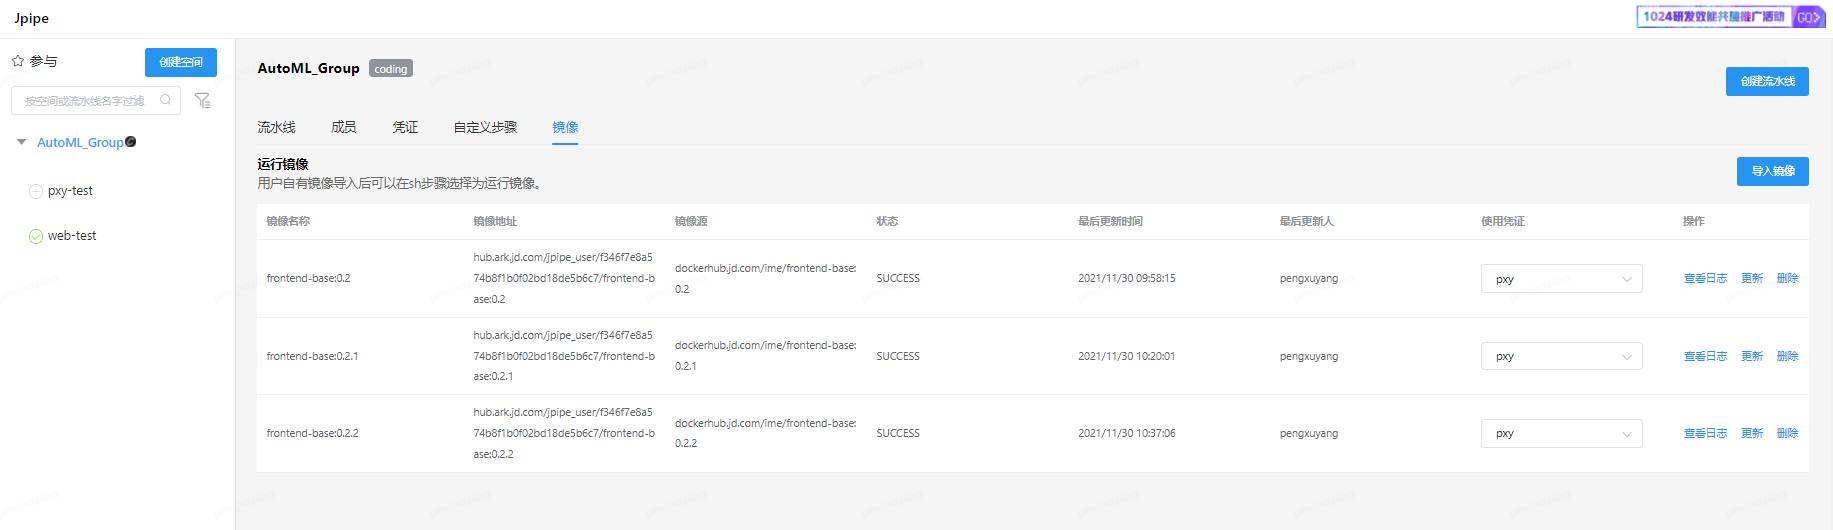 Jpipe
1024研发效能共建推广活动 GO>
参与 创建空间
按空间或流水线名字过滤
AutoML_Group
pxy-test
web-test
AutoML_Group coding
创建流水线
流水线 成员 凭证 自定义步骤 镜像
运行镜像
用户自有镜像导入后可以在sh步骤选择为运行镜像。
导入镜像
镜像名称 镜像地址 镜像源 状态 最后更新时间 最后更新人 使用凭证 操作
frontend-base:0.2
hub.ark.jd.com/jpipe_user/f346f7e8a5
74b8f1b0f02bd18de5b6c7/frontend-b
ase:0.2
dockerhub.jd.com/ime/frontend-base:
0.2
SUCCESS 2021/11/30 09:58:15 pengxuyang pxy 查看日志 更新 删除
frontend-base:0.2.1
hub.ark.jd.com/jpipe_user/f346f7e8a5
74b8f1b0f02bd18de5b6c7/frontend-b
ase:0.2.1
dockerhub.jd.com/ime/frontend-base:
0.2.1
SUCCESS 2021/11/30 10:20:01 pengxuyang pxy 查看日志 更新 删除
frontend-base:0.2.2
hub.ark.jd.com/jpipe_user/f346f7e8a5
74b8f1b0f02bd18de5b6c7/frontend-b
ase:0.2.2
dockerhub.jd.com/ime/frontend-base:
0.2.2
SUCCESS 2021/11/30 10:37:06 pengxuyang pxy 查看日志 更新 删除